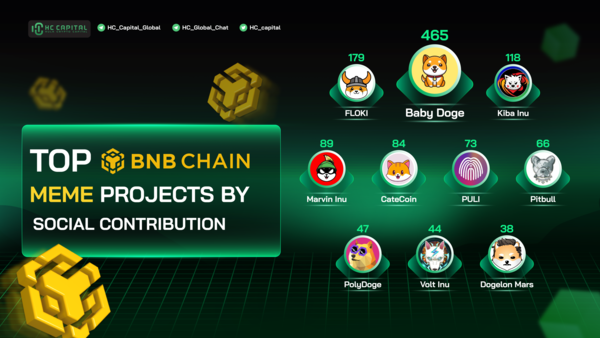 HC CAPITAL
HC_Capital_Global
HC_Global_Chat
HC_capital
TOP BNB CHAIN
MEME PROJECTS BY
SOCIAL CONTRIBUTION
465
179
118
FLOKI
Baby Doge
Kiba Inu
89
84
73
66
Marvin Inu
CateCoin
PULI
Pitbull
47
44
38
PolyDoge
Volt Inu
Dogelon Mars